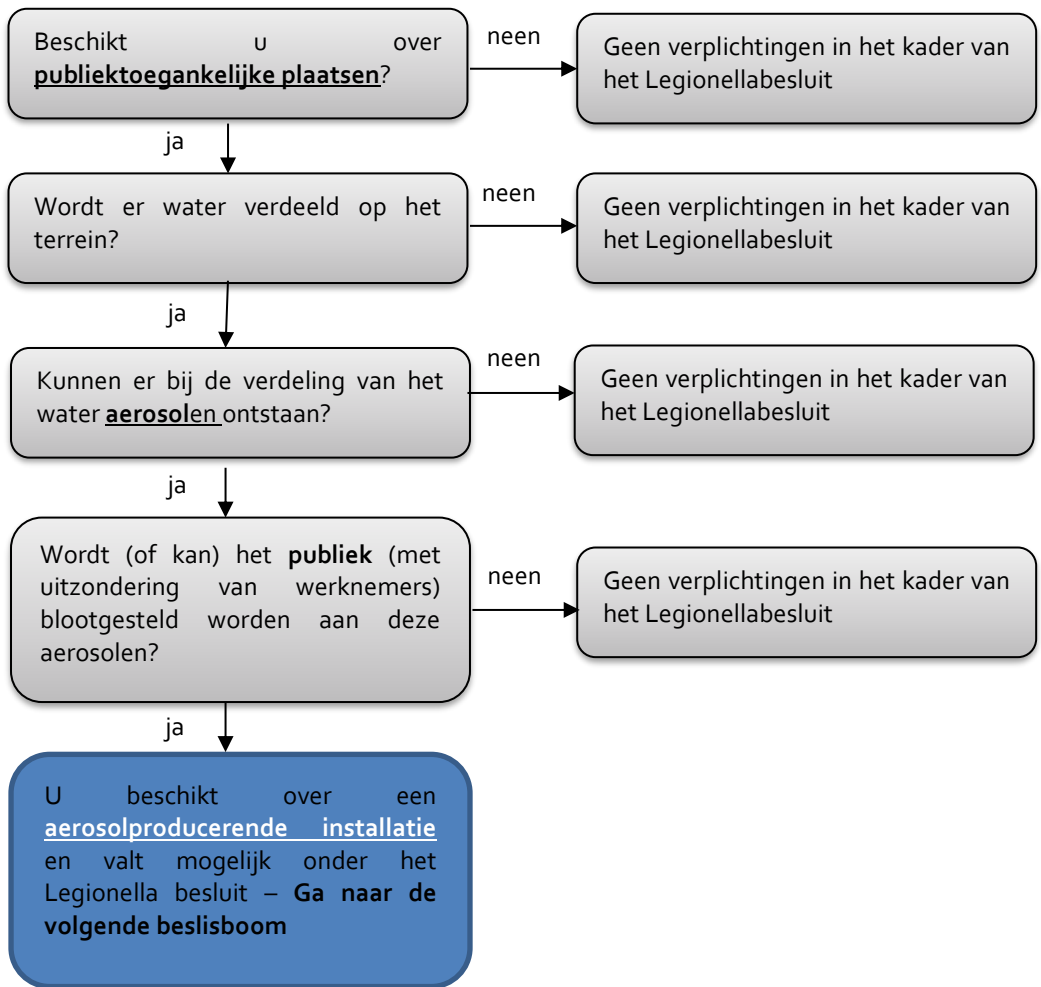 Beschikt u over
publiektoegankelijke plaatsen?
neen
Geen verplichtingen in het kader van
het Legionellabesluit
ja
Wordt er water verdeeld op het
terrein?
neen
Geen verplichtingen in het kader van
het Legionellabesluit
ja
Kunnen er bij de verdeling van het
water aerosolen ontstaan?
neen
Geen verplichtingen in het kader van
het Legionellabesluit
ja
Wordt (of kan) het publiek (met
uitzondering van werknemers)
blootgesteld worden aan deze
aerosolen?
neen
Geen verplichtingen in het kader van
het Legionellabesluit
ja
U beschikt over een
aerosolproducerende installatie
en valt mogelijk onder het
Legionella besluit – Ga naar de
volgende beslisboom